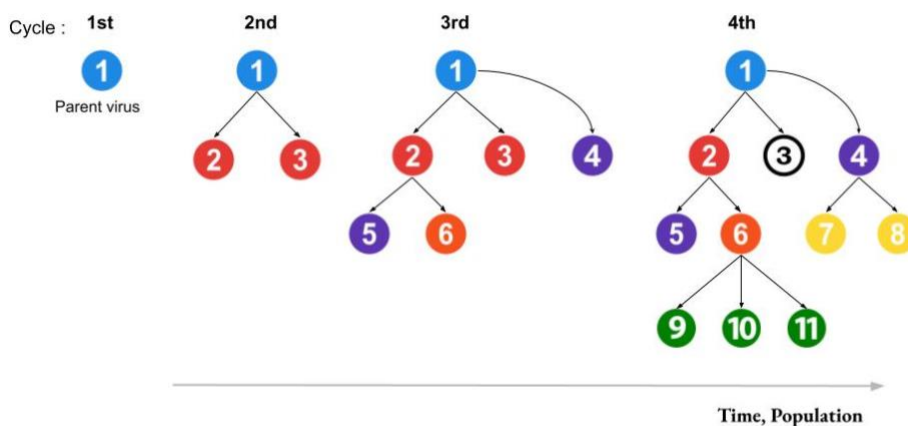 Cycle : 1st 2nd 3rd 4th
1 1 1 1
Parent virus
2 3 2 3 4 2 3 4
5 6 5 6 7 8
9 10 11
Time, Population